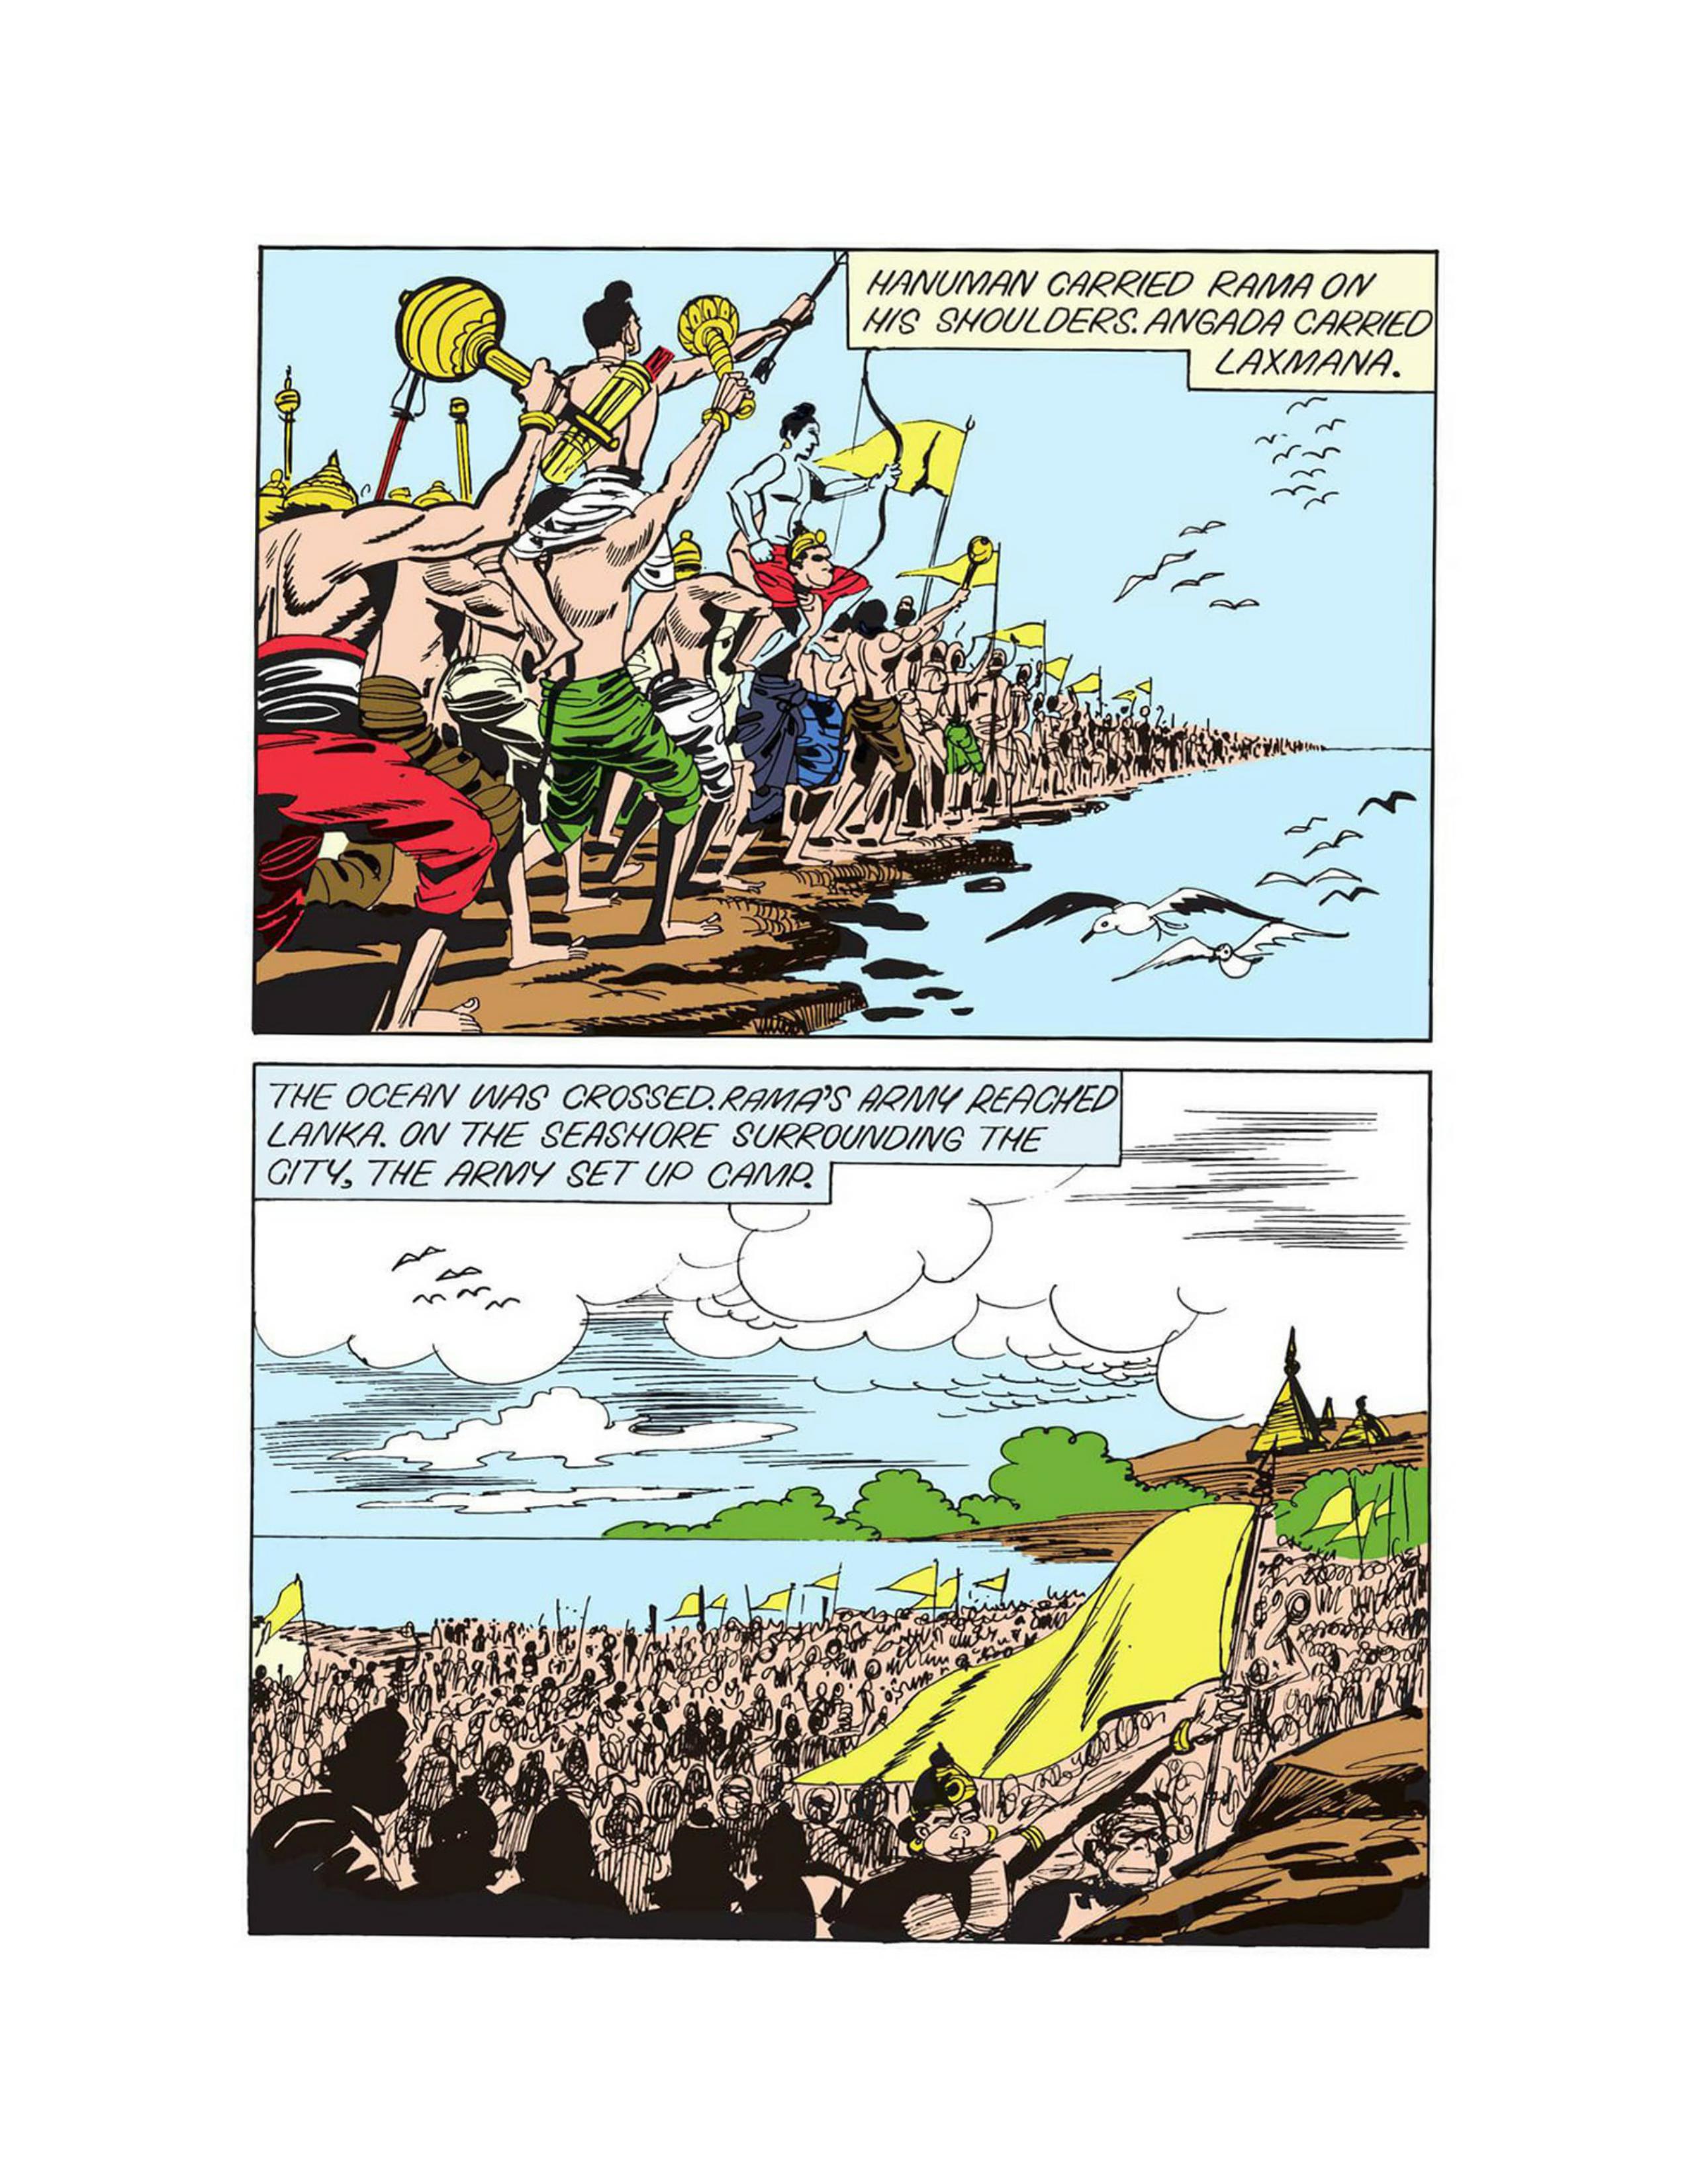 HANUMAN CARRIED RAMA ON
HIS SHOULDERS. ANGADA CARRIED
LAXMANA.
THE OCEAN WAS CROSSED. RAMA'S ARMY REACHED
LANKA. ON THE SEASHORE SURROUNDING THE
CITY, THE ARMY SET UP CAMP.